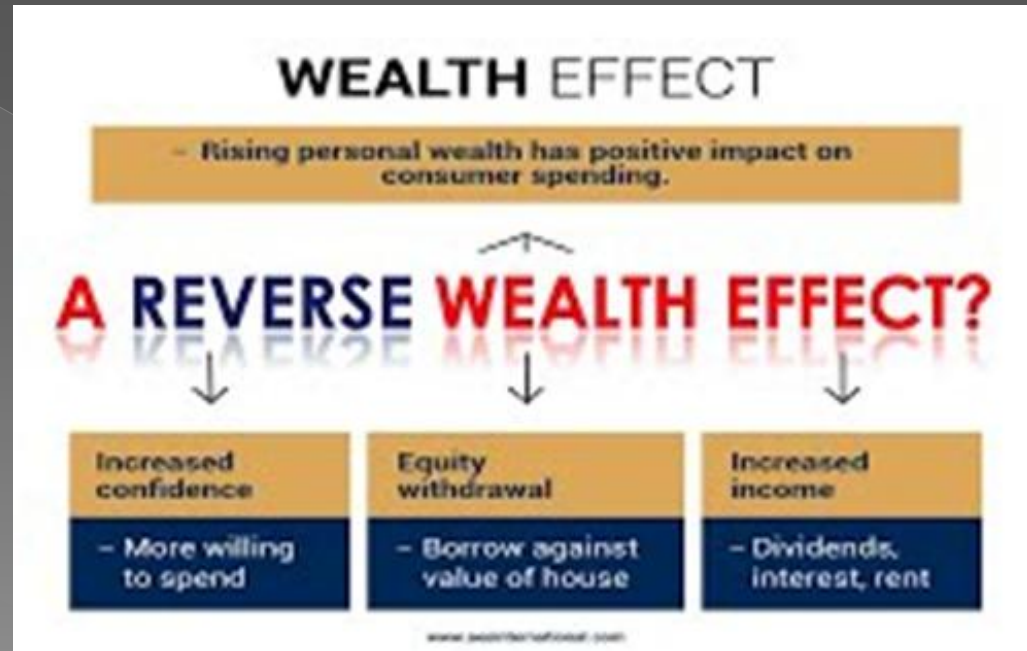 WEALTH EFFECT
– Rising personal wealth has positive impact on
consumer spending.
A REVERSE WEALTH EFFECT?
Increased
confidence
– More willing
to spend
Equity
withdrawal
– Borrow against
value of house
Increased
income
– Dividends,
interest, rent